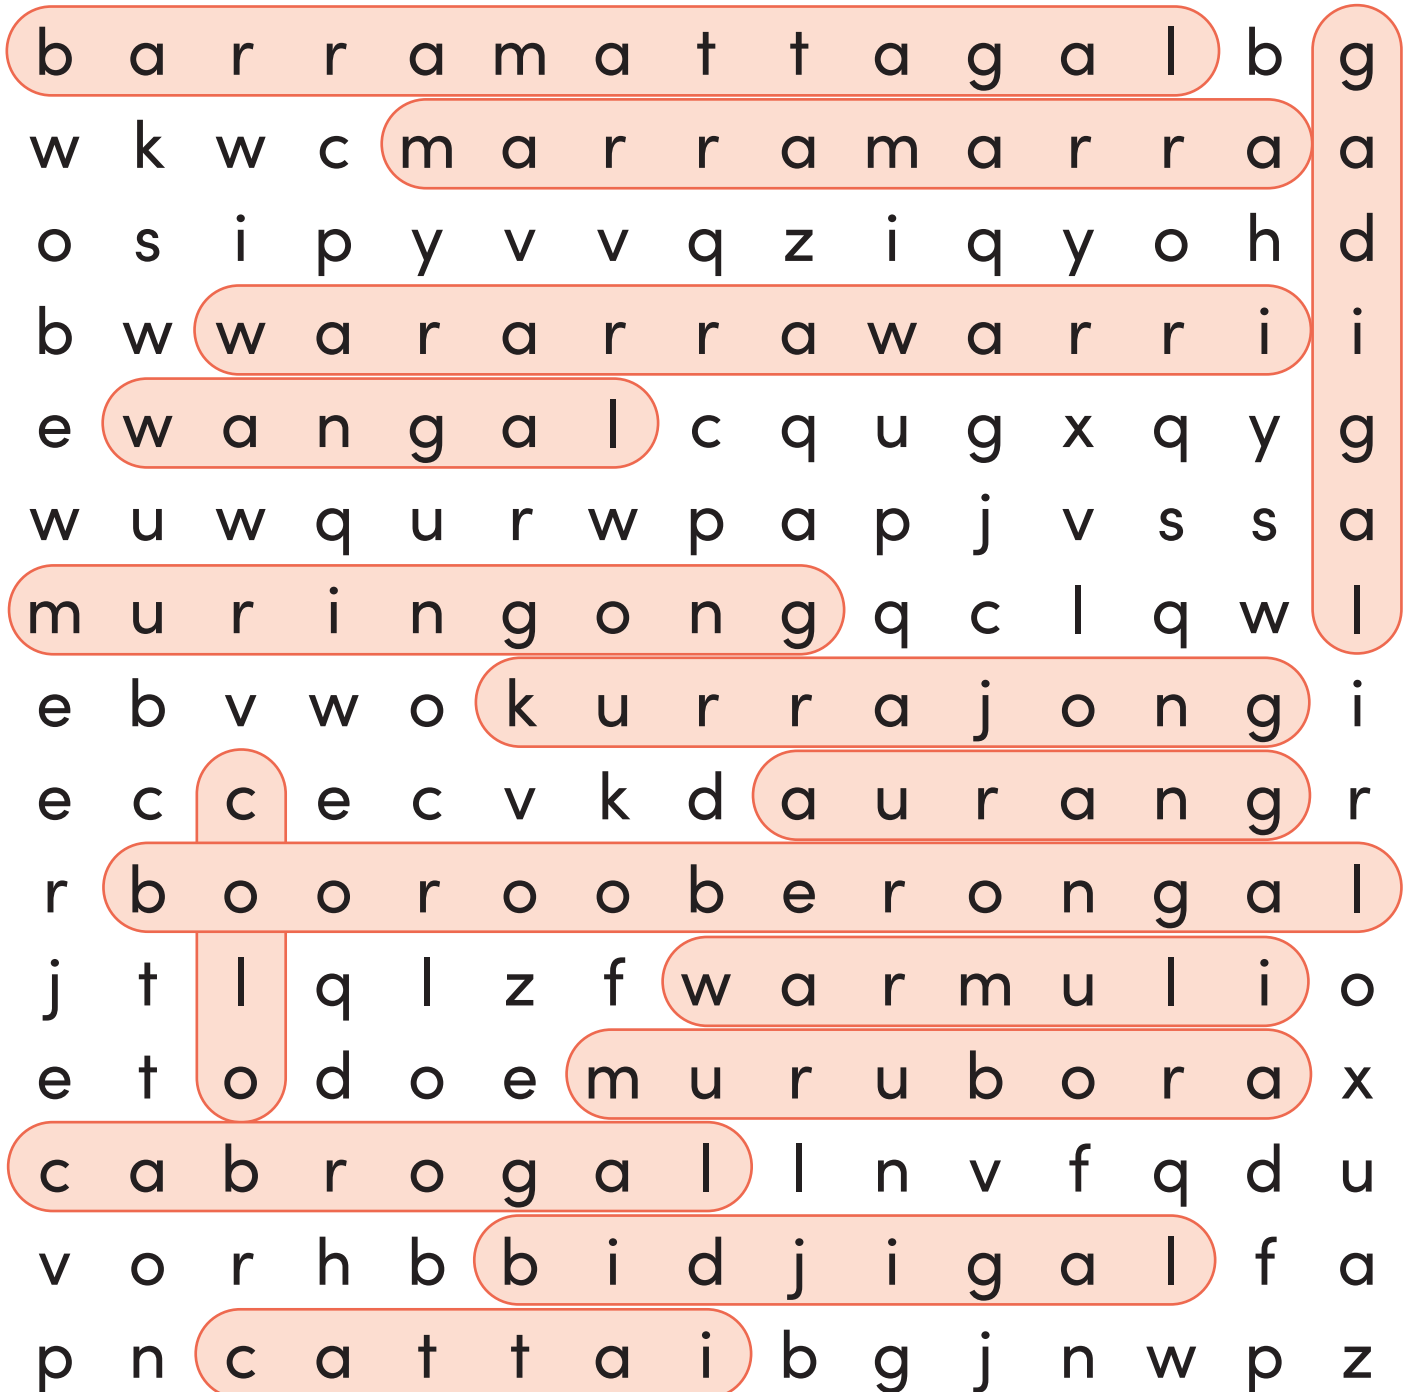 b a r r a m a t t a g a l b g
w k w c m a r r a m a r r a a
o s i p y v v q z i q y o h d
b w w a r a r r a w a r r i i
e w a n g a l c q u g x q y g
w u w q u r w p a p j v s s a
m u r i n g o n g q c l q w l
e b v w o k u r r a j o n g i
e c c e c v k d a u r a n g r
r b o o r o o b e r o n g a l
j t l q l z f w a r m u l i o
e t o d o e m u r u b o r a x
c a b r o g a l l n v f q d u
v o r h b b i d j i g a l f a
p n c a t t a i b g j n w p z